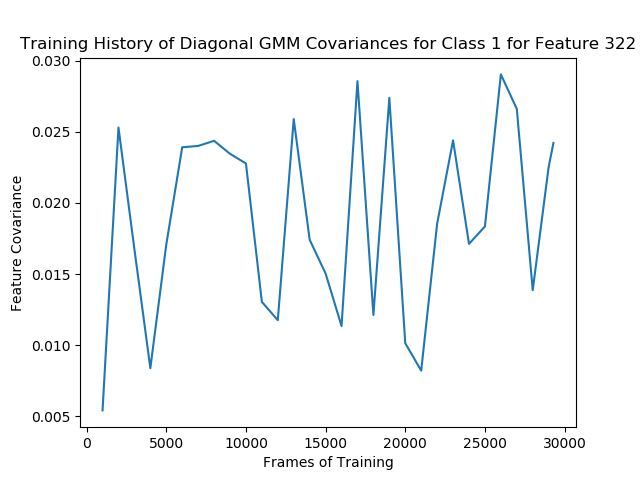 Training History of Diagonal GMM Covariances for Class 1 for Feature 322
0.030
0.025
0.020
0.015
0.010
0.005
Feature Covariance
0 5000 10000 15000 20000 25000 30000
Frames of Training